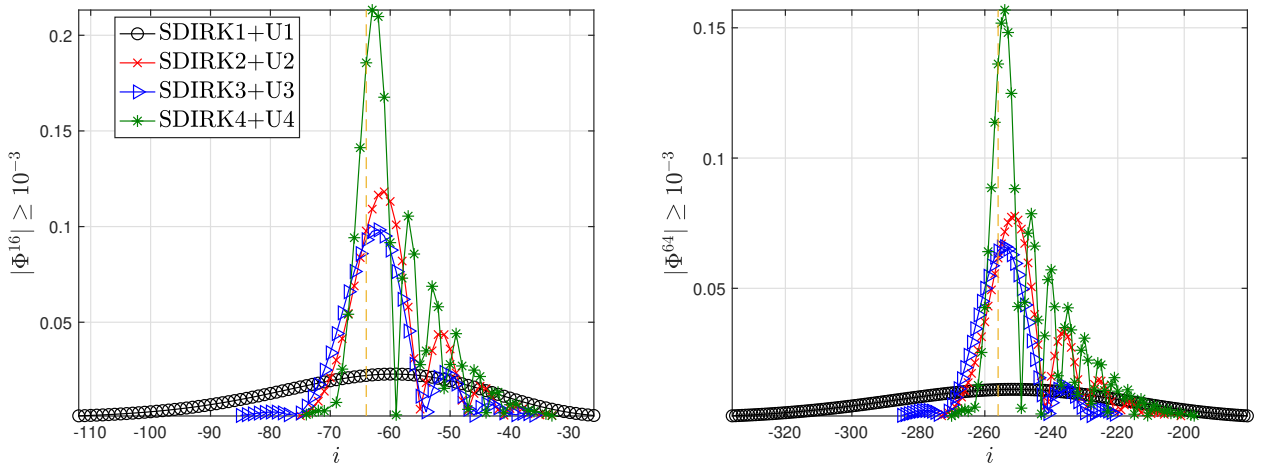 0.2
0.15
0.1
0.05
|Φ^16| ≥ 10^−3
SDIRK1+U1
SDIRK2+U2
SDIRK3+U3
SDIRK4+U4
-110 -100 -90 -80 -70 -60 -50 -40 -30
i
0.15
0.1
0.05
|Φ^64| ≥ 10^−3
-320 -300 -280 -260 -240 -220 -200
i